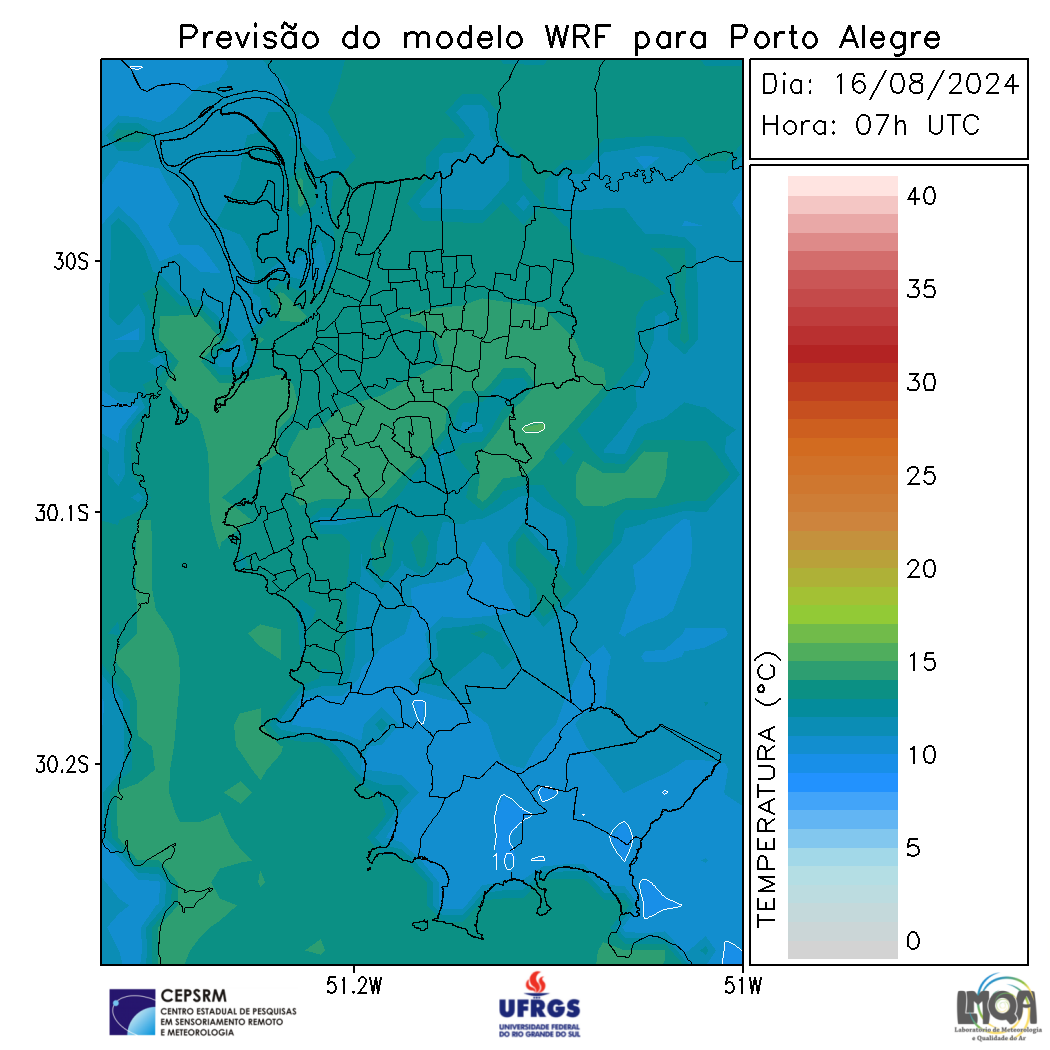 Previsão do modelo WRF para Porto Alegre
Dia: 16/08/2024
Hora: 07h UTC
40
35
30
25
20
15
10
5
0
TEMPERATURA (°C)
30S
30.1S
30.2S
10
51.2W
51W
CEPSRM
CENTRO ESTADUAL DE PESQUISAS
EM SENSORIAMENTO REMOTO
E METEOROLOGIA
UFRGS
UNIVERSIDADE FEDERAL
DO RIO GRANDE DO SUL
LMQA
Laboratório de Meteorologia
e Qualidade do Ar